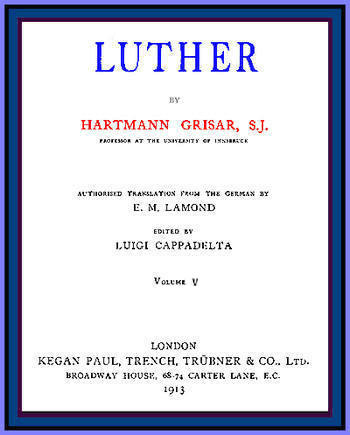 LUTHER
BY
HARTMANN GRISAR, S.J.
PROFESSOR AT THE UNIVERSITY OF INNSBRUCK
AUTHORISED TRANSLATION FROM THE GERMAN BY
E. M. LAMOND
EDITED BY
LUIGI CAPPADELTA
VOLUME V
LONDON
KEGAN PAUL, TRENCH, TRÜBNER & CO., LTD.
BROADWAY HOUSE, 68-74 CARTER LANE, E.C.
1913